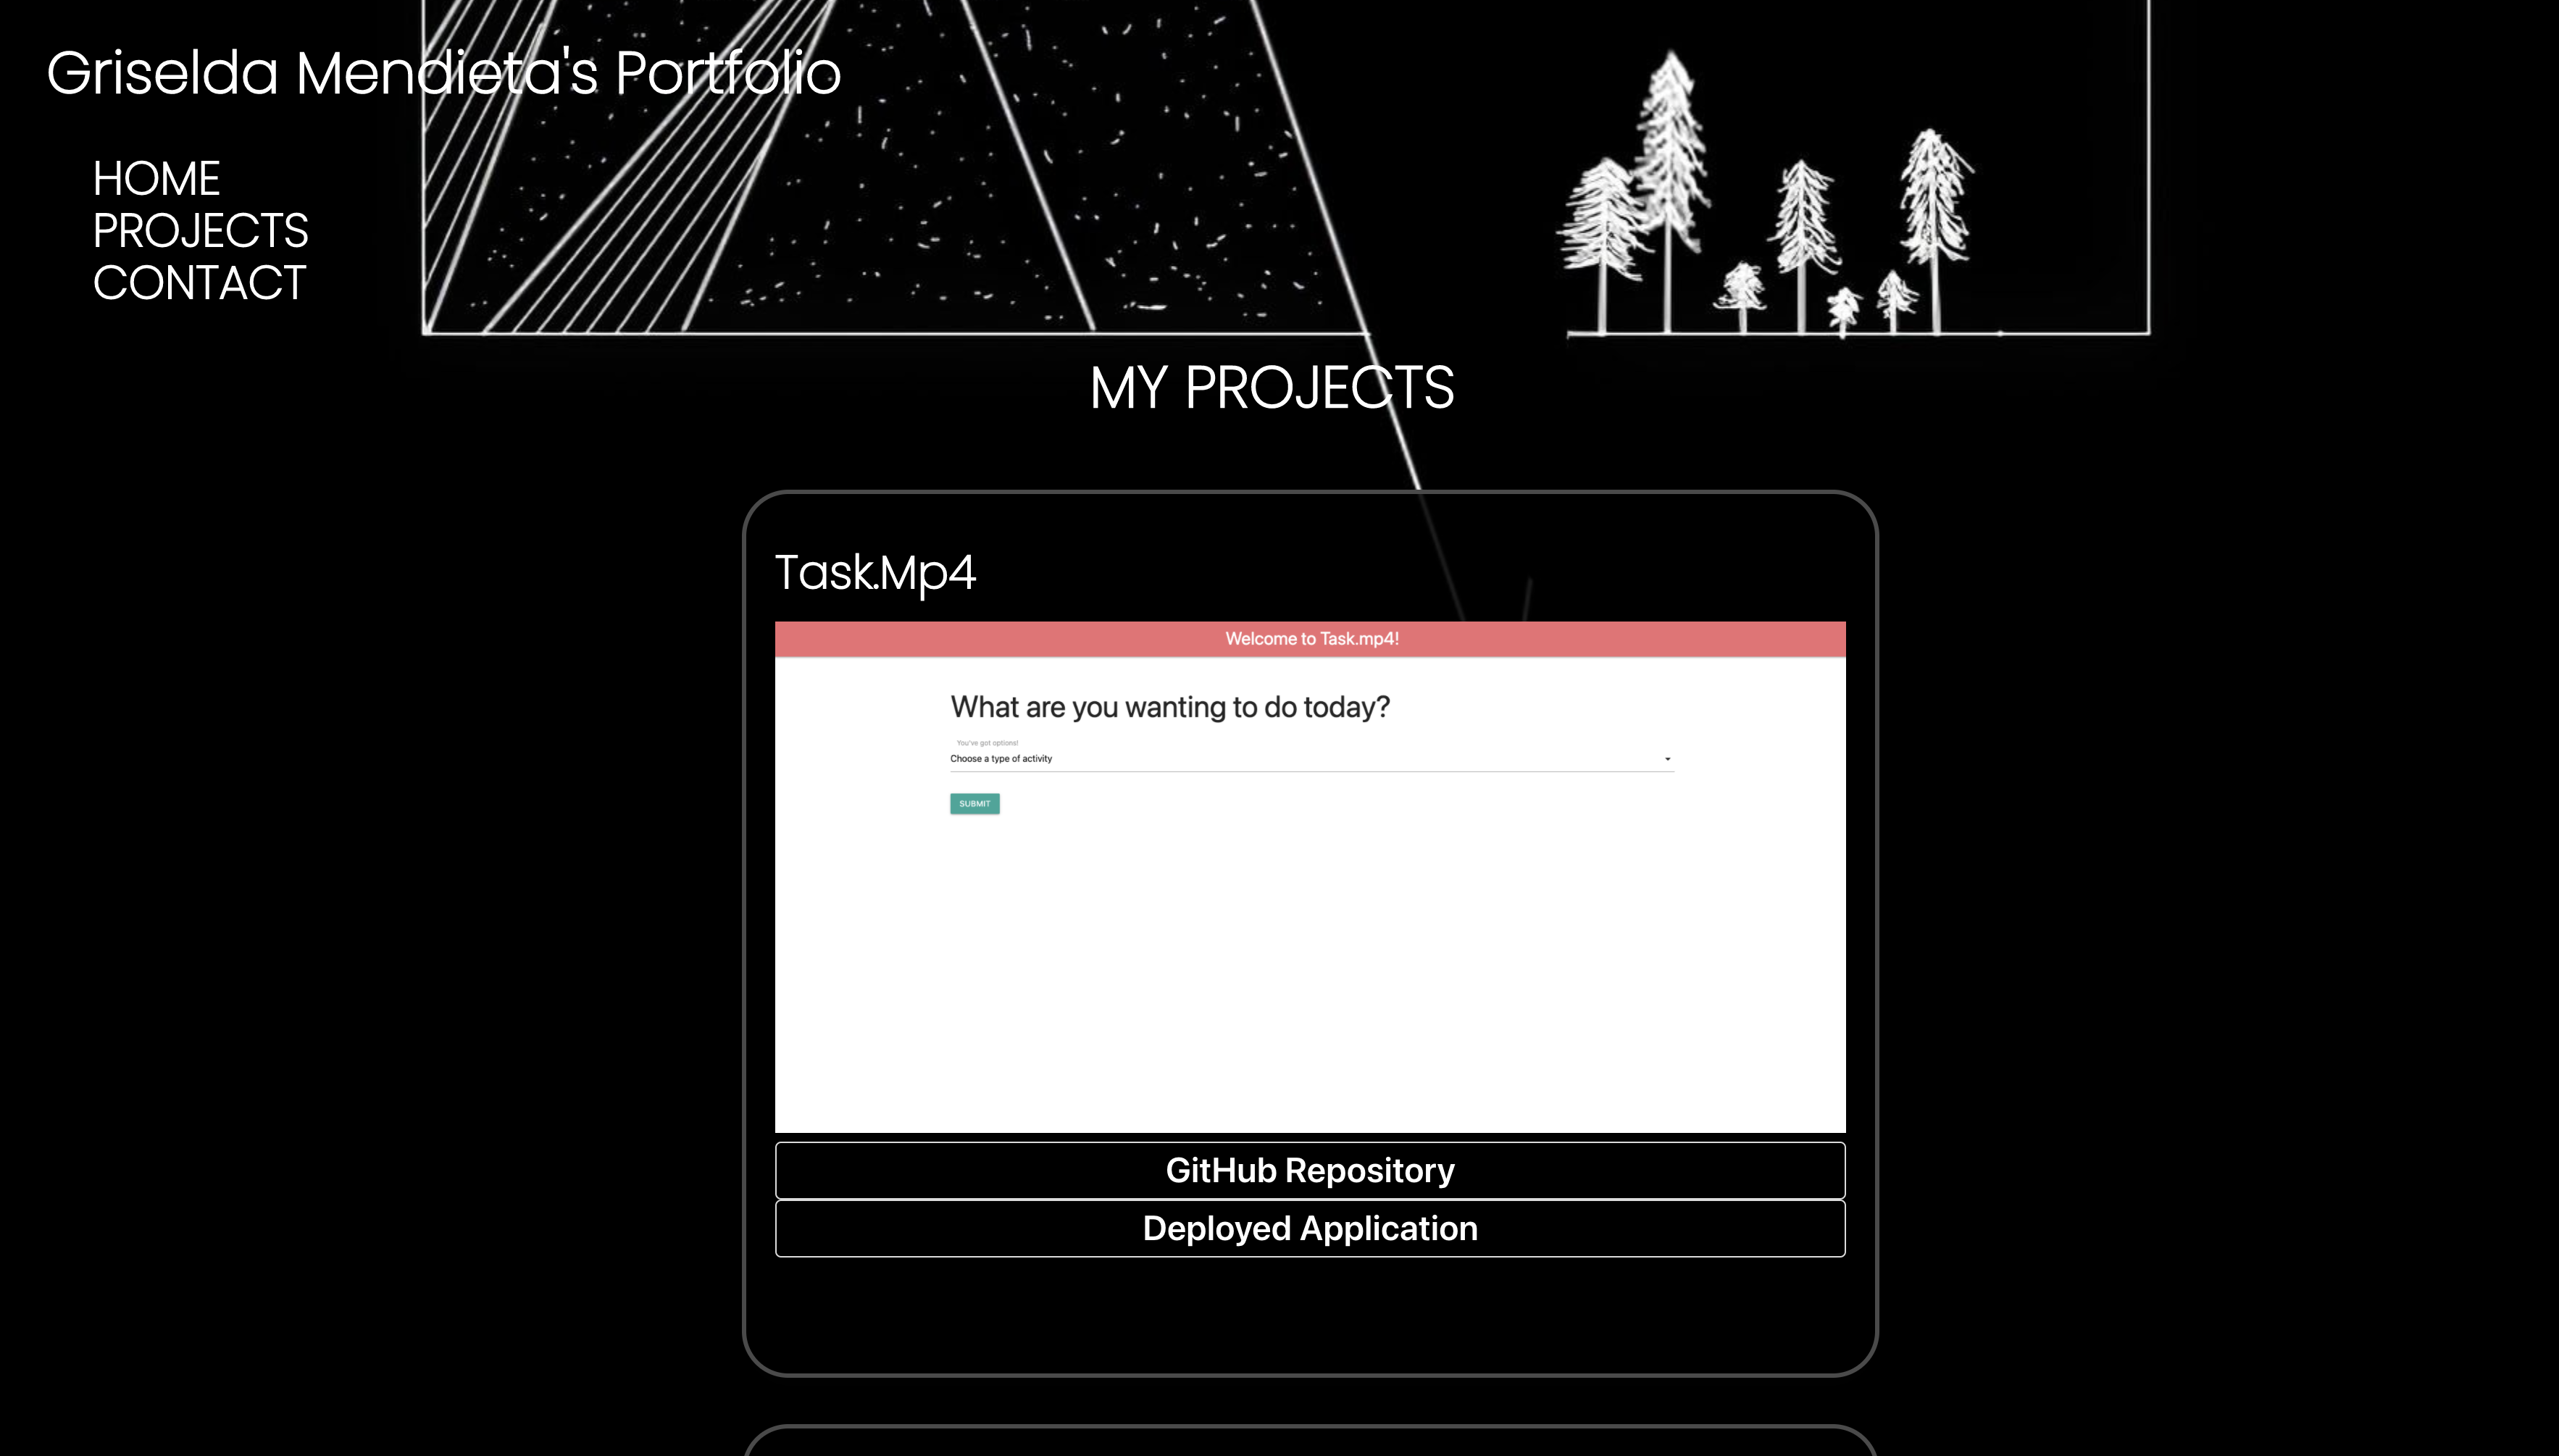 Griselda Mendieta's Portfolio
HOME
PROJECTS
CONTACT
MY PROJECTS
Task.Mp4
Welcome to Task.mp4!
What are you wanting to do today?
You've got options!
Choose a type of activity
SUBMIT
GitHub Repository
Deployed Application